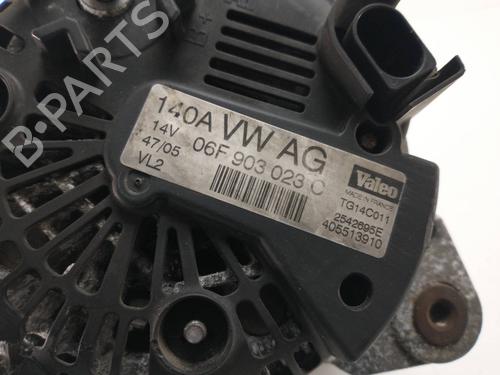 B-PARTS
B+
140A VW AG
14V 06F 903 023 C
47/05
VL2
Valeo
MADE IN FRANCE
TG14C011
2542695E
405513910